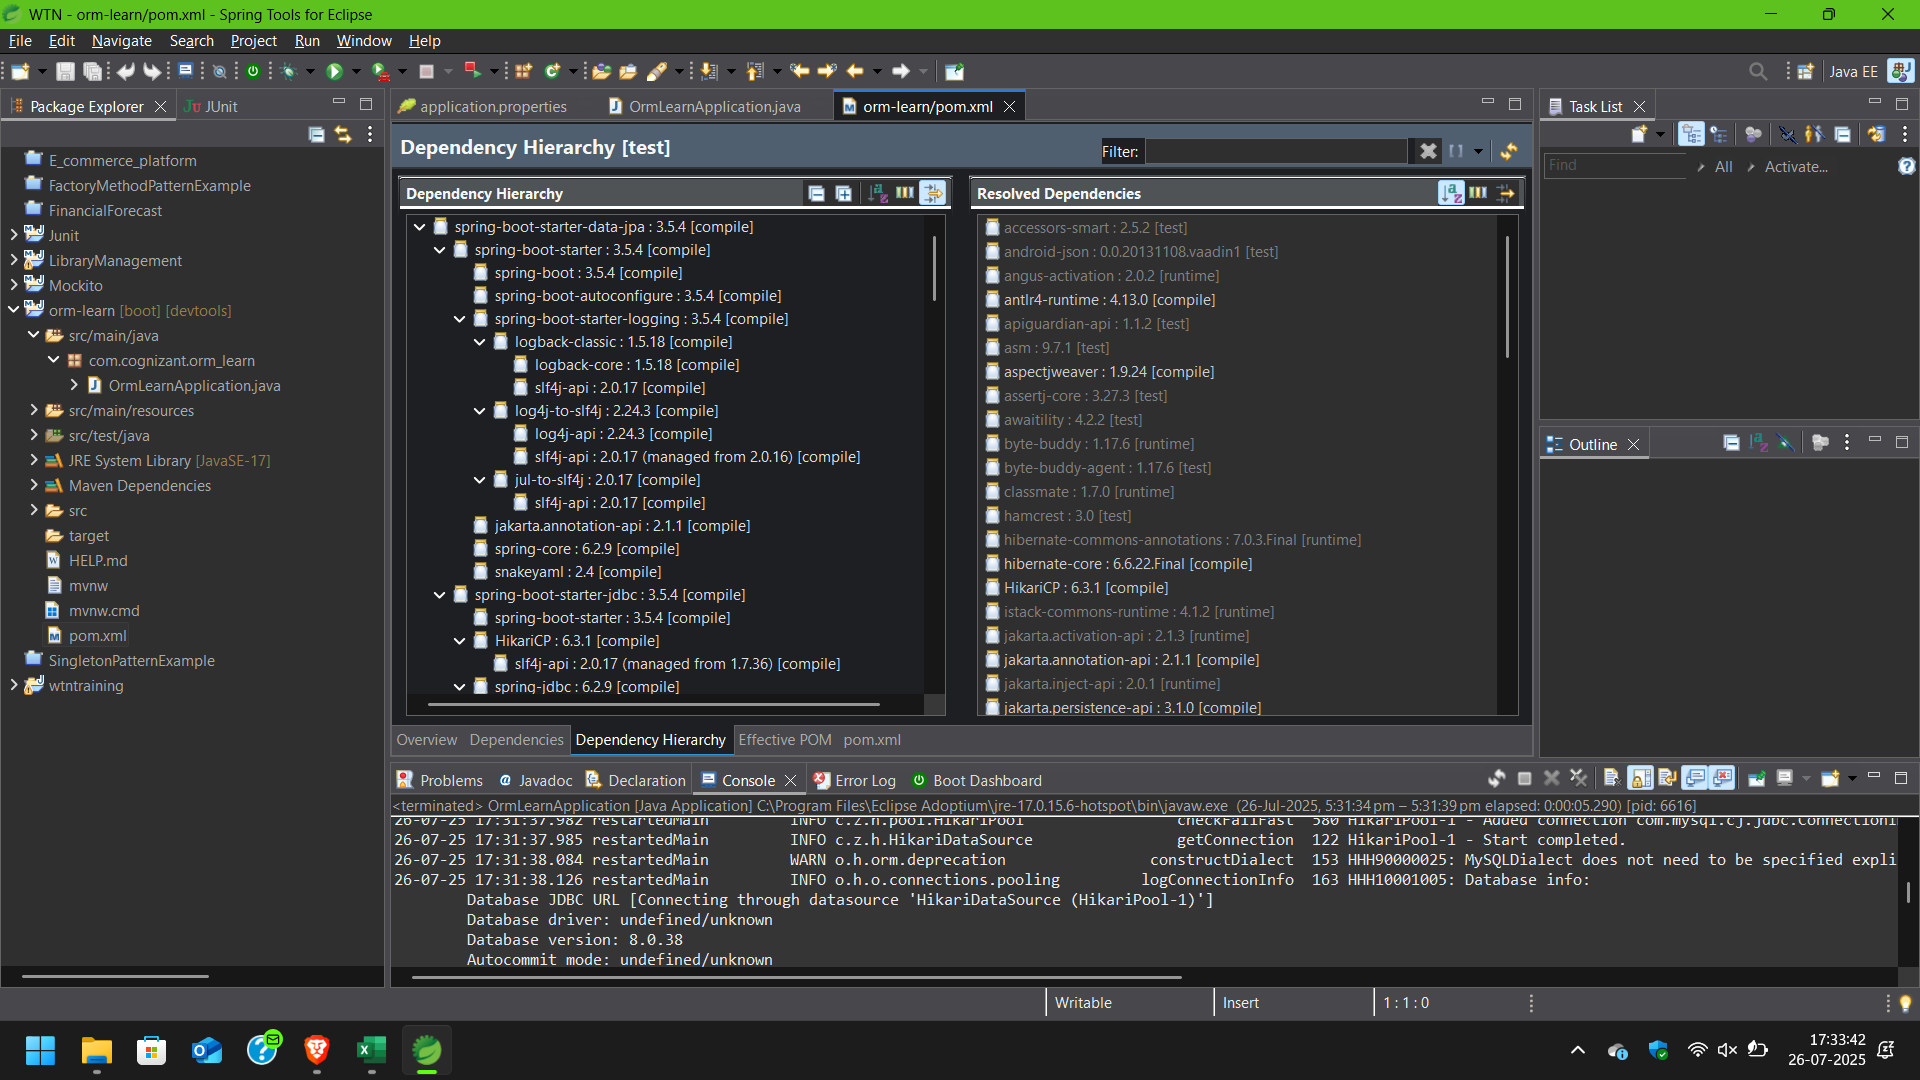 WTN - orm-learn/pom.xml - Spring Tools for Eclipse
File Edit Navigate Search Project Run Window Help
Java EE
Package Explorer
JUnit
E_commerce_platform
FactoryMethodPatternExample
FinancialForecast
Junit
LibraryManagement
Mockito
orm-learn [boot] [devtools]
src/main/java
com.cognizant.orm_learn
OrmLearnApplication.java
src/main/resources
src/test/java
JRE System Library [JavaSE-17]
Maven Dependencies
src
target
HELP.md
mvnw
mvnw.cmd
pom.xml
SingletonPatternExample
wtntraining
application.properties
OrmLearnApplication.java
orm-learn/pom.xml
Dependency Hierarchy [test]
Filter:
Dependency Hierarchy
spring-boot-starter-data-jpa : 3.5.4 [compile]
spring-boot-starter : 3.5.4 [compile]
spring-boot : 3.5.4 [compile]
spring-boot-autoconfigure : 3.5.4 [compile]
spring-boot-starter-logging : 3.5.4 [compile]
logback-classic : 1.5.18 [compile]
logback-core : 1.5.18 [compile]
slf4j-api : 2.0.17 [compile]
log4j-to-slf4j : 2.24.3 [compile]
log4j-api : 2.24.3 [compile]
slf4j-api : 2.0.17 (managed from 2.0.16) [compile]
jul-to-slf4j : 2.0.17 [compile]
slf4j-api : 2.0.17 [compile]
jakarta.annotation-api : 2.1.1 [compile]
spring-core : 6.2.9 [compile]
snakeyaml : 2.4 [compile]
spring-boot-starter-jdbc : 3.5.4 [compile]
spring-boot-starter : 3.5.4 [compile]
HikariCP : 6.3.1 [compile]
slf4j-api : 2.0.17 (managed from 1.7.36) [compile]
spring-jdbc : 6.2.9 [compile]
Resolved Dependencies
accessors-smart : 2.5.2 [test]
android-json : 0.0.20131108.vaadin1 [test]
angus-activation : 2.0.2 [runtime]
antlr4-runtime : 4.13.0 [compile]
apiguardian-api : 1.1.2 [test]
asm : 9.7.1 [test]
aspectjweaver : 1.9.24 [compile]
assertj-core : 3.27.3 [test]
awaitility : 4.2.2 [test]
byte-buddy : 1.17.6 [runtime]
byte-buddy-agent : 1.17.6 [test]
classmate : 1.7.0 [runtime]
hamcrest : 3.0 [test]
hibernate-commons-annotations : 7.0.3.Final [runtime]
hibernate-core : 6.6.22.Final [compile]
HikariCP : 6.3.1 [compile]
istack-commons-runtime : 4.1.2 [runtime]
jakarta.activation-api : 2.1.3 [runtime]
jakarta.annotation-api : 2.1.1 [compile]
jakarta.inject-api : 2.0.1 [runtime]
jakarta.persistence-api : 3.1.0 [compile]
Overview Dependencies Dependency Hierarchy Effective POM pom.xml
Task List
Find
All
Activate...
Outline
Problems Javadoc Declaration Console Error Log Boot Dashboard
<terminated> OrmLearnApplication [Java Application] C:\Program Files\Eclipse Adoptium\jre-17.0.15.6-hotspot\bin\javaw.exe (26-Jul-2025, 5:31:34 pm – 5:31:39 pm elapsed: 0:00:05.290) [pid: 6616]
26-07-25 17:31:37.982 restartedMain INFO c.z.h.pool.HikariPool checkFailFast 580 HikariPool-1 - Added connection com.mysql.cj.jdbc.ConnectionI
26-07-25 17:31:37.985 restartedMain INFO c.z.h.HikariDataSource getConnection 122 HikariPool-1 - Start completed.
26-07-25 17:31:38.084 restartedMain WARN o.h.orm.deprecation constructDialect 153 HHH90000025: MySQLDialect does not need to be specified expli
26-07-25 17:31:38.126 restartedMain INFO o.h.o.connections.pooling logConnectionInfo 163 HHH10001005: Database info:
Database JDBC URL [Connecting through datasource 'HikariDataSource (HikariPool-1)']
Database driver: undefined/unknown
Database version: 8.0.38
Autocommit mode: undefined/unknown
Writable
Insert
1 : 1 : 0
17:33:42
26-07-2025